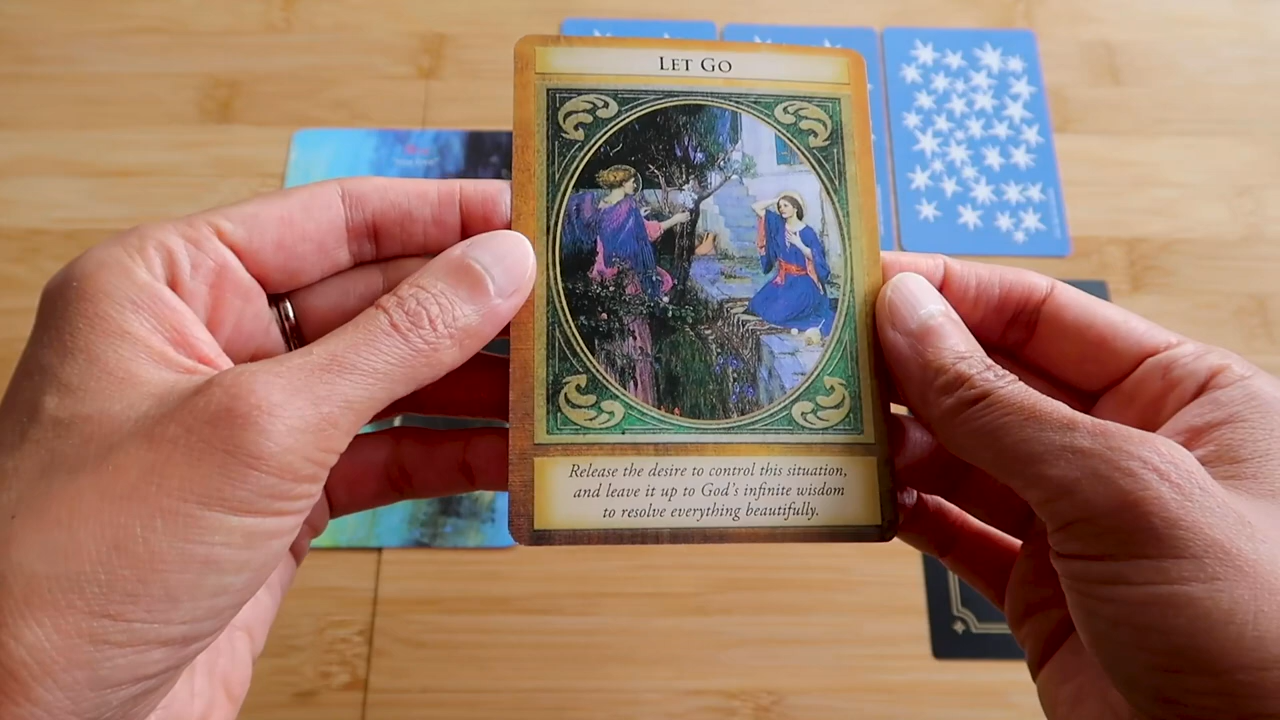 LET GO
Release the desire to control this situation,
and leave it up to God's infinite wisdom
to resolve everything beautifully.